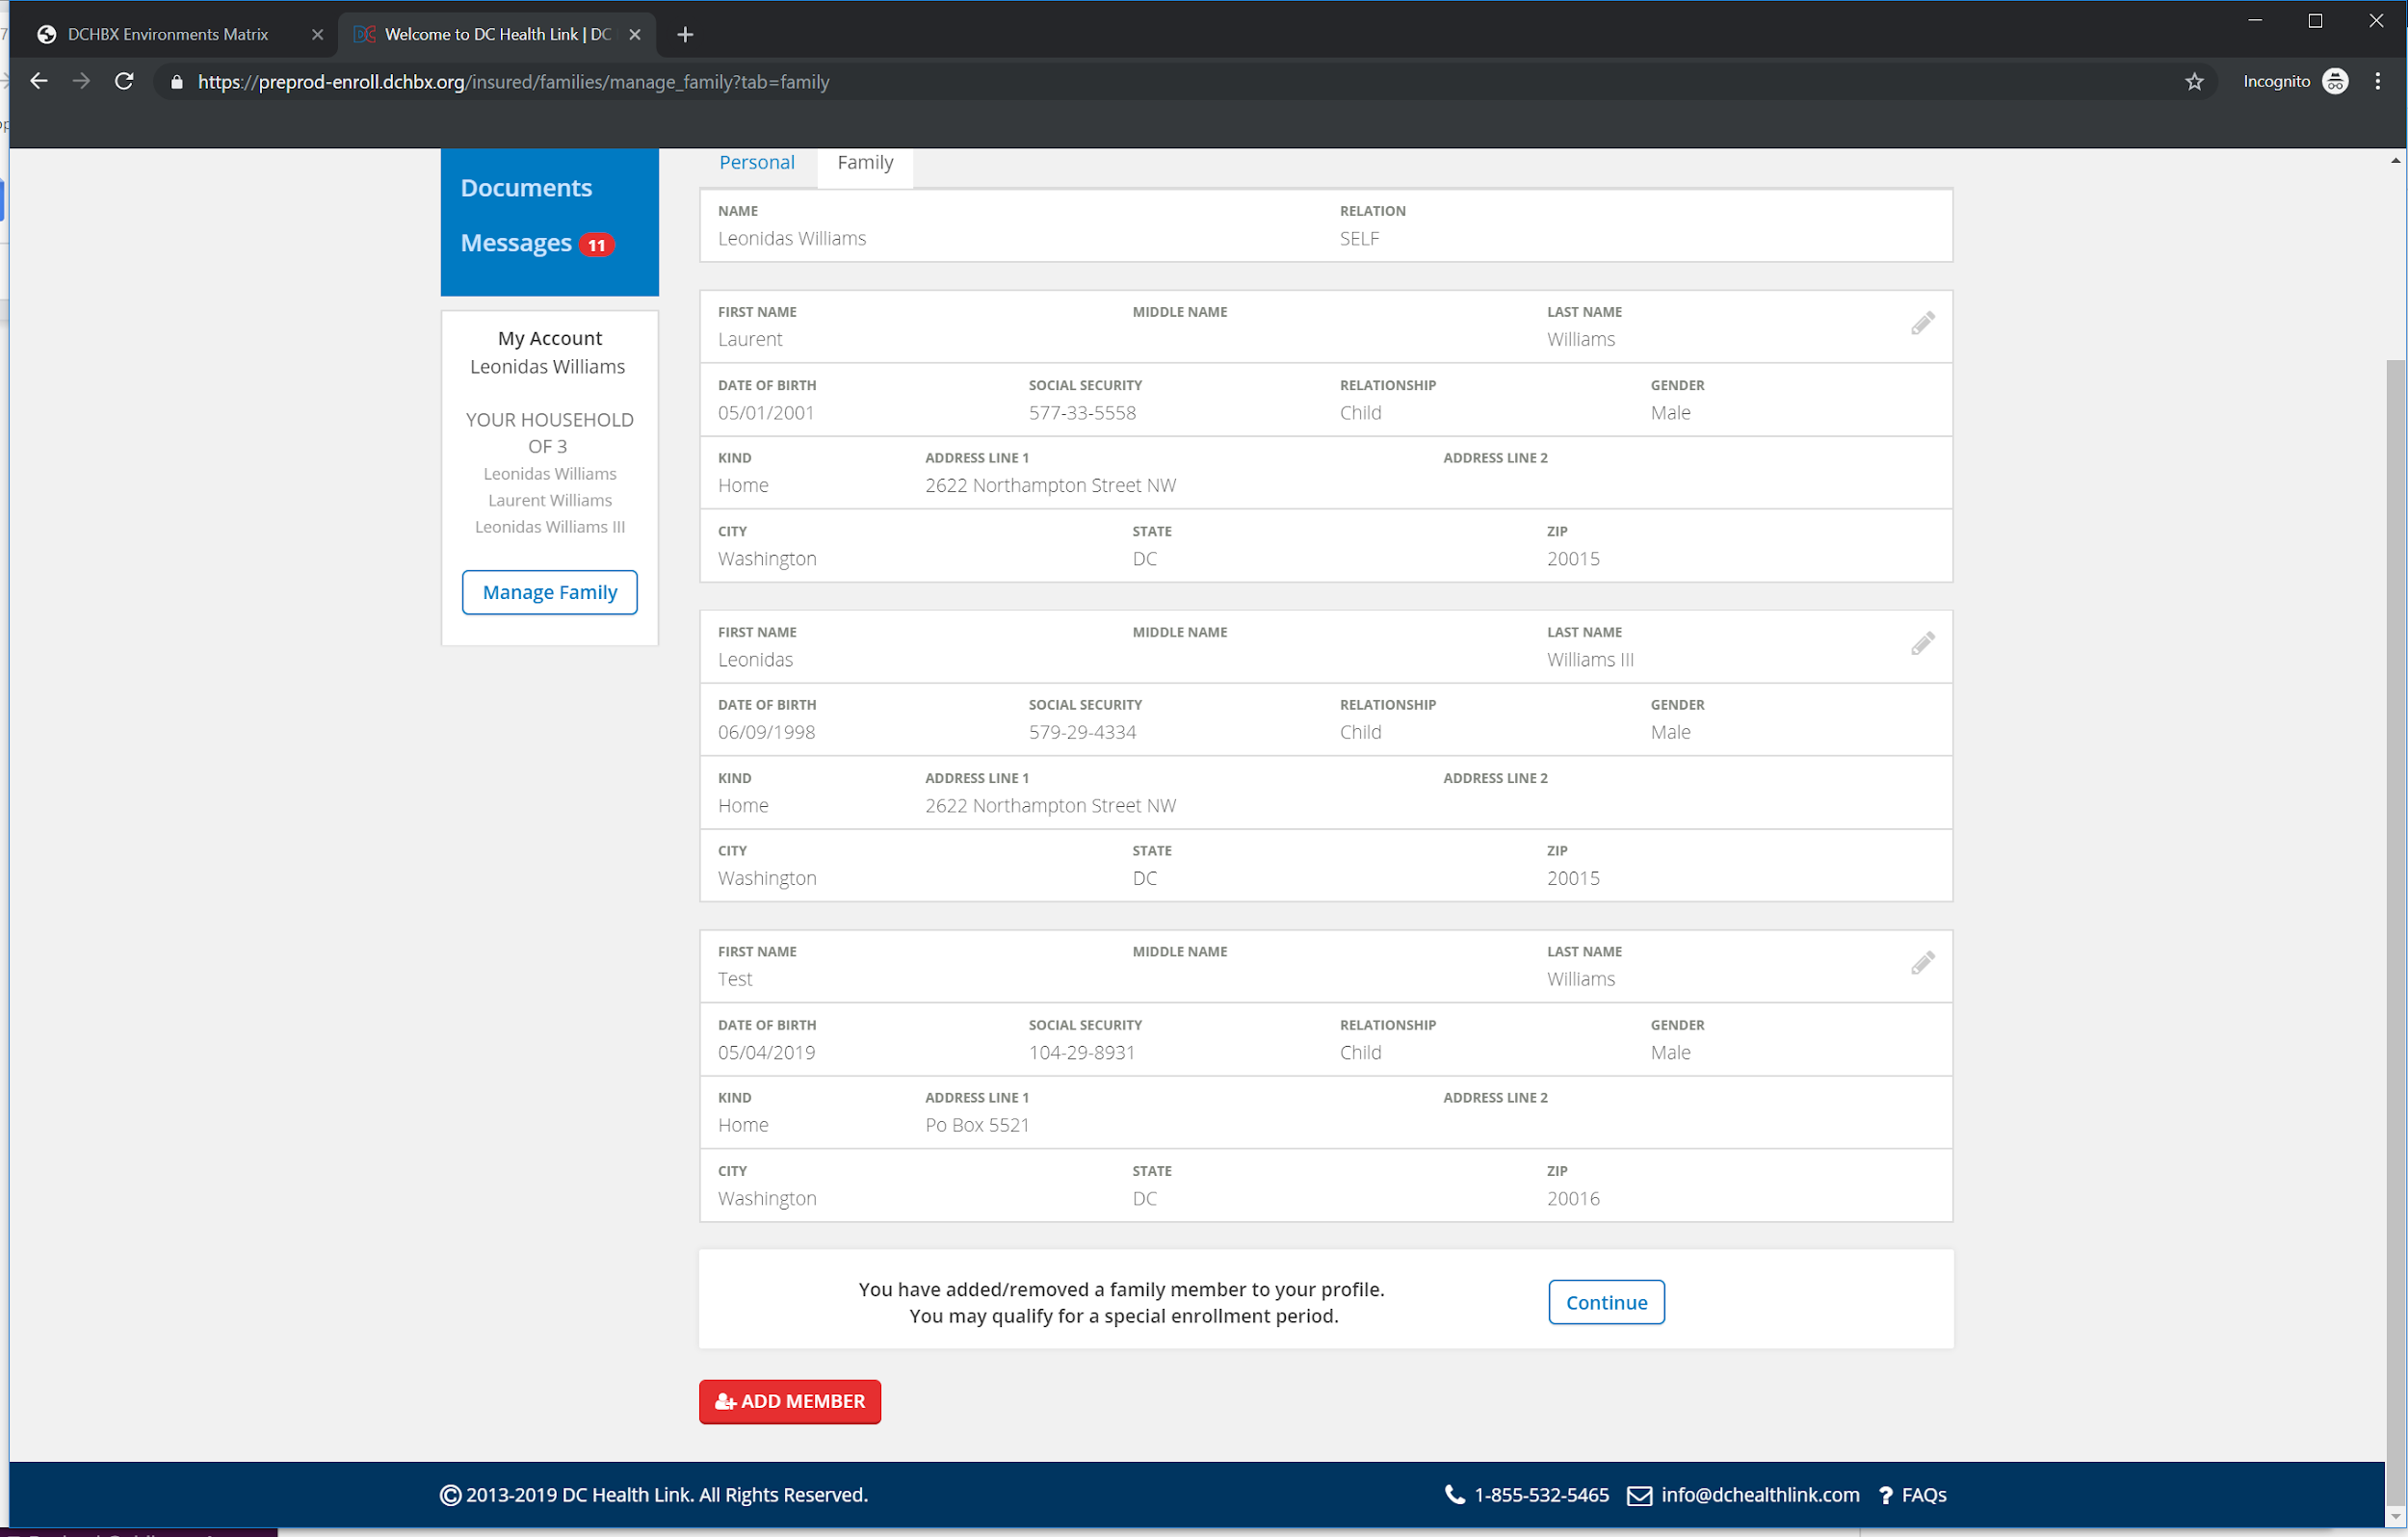 DCHBX Environments Matrix
Welcome to DC Health Link | DC
https://preprod-enroll.dchbx.org/insured/families/manage_family?tab=family
Incognito
Documents
Messages 11
My Account
Leonidas Williams
YOUR HOUSEHOLD
OF 3
Leonidas Williams
Laurent Williams
Leonidas Williams III
Manage Family
Personal Family
NAME RELATION
Leonidas Williams SELF
FIRST NAME MIDDLE NAME LAST NAME
Laurent Williams
DATE OF BIRTH SOCIAL SECURITY RELATIONSHIP GENDER
05/01/2001 577-33-5558 Child Male
KIND ADDRESS LINE 1 ADDRESS LINE 2
Home 2622 Northampton Street NW
CITY STATE ZIP
Washington DC 20015
FIRST NAME MIDDLE NAME LAST NAME
Leonidas Williams III
DATE OF BIRTH SOCIAL SECURITY RELATIONSHIP GENDER
06/09/1998 579-29-4334 Child Male
KIND ADDRESS LINE 1 ADDRESS LINE 2
Home 2622 Northampton Street NW
CITY STATE ZIP
Washington DC 20015
FIRST NAME MIDDLE NAME LAST NAME
Test Williams
DATE OF BIRTH SOCIAL SECURITY RELATIONSHIP GENDER
05/04/2019 104-29-8931 Child Male
KIND ADDRESS LINE 1 ADDRESS LINE 2
Home Po Box 5521
CITY STATE ZIP
Washington DC 20016
You have added/removed a family member to your profile.
You may qualify for a special enrollment period.
Continue
ADD MEMBER
© 2013-2019 DC Health Link. All Rights Reserved.
1-855-532-5465 info@dchealthlink.com ? FAQs